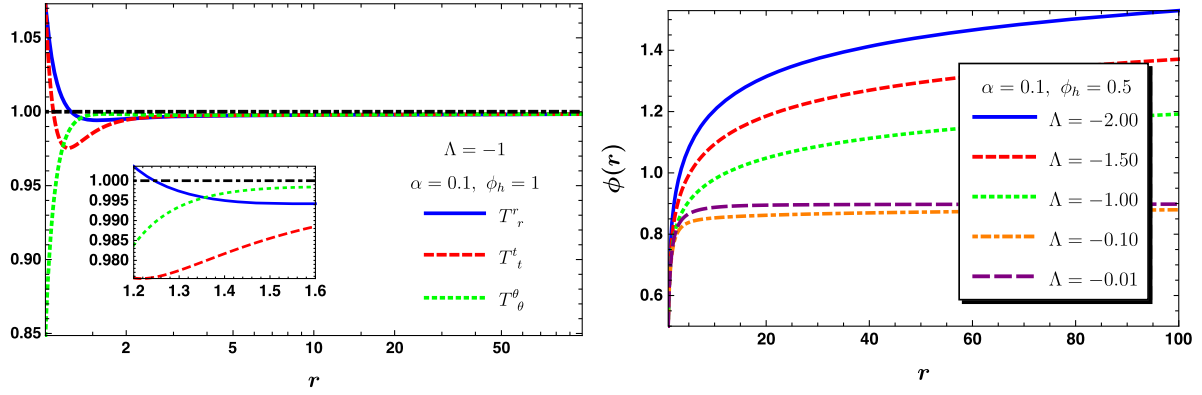 1.05
1.00
0.95
0.90
0.85
Λ = −1
α = 0.1, ϕ_h = 1
T^r_r
T^t_t
T^θ_θ
1.000
0.995
0.990
0.985
0.980
1.2 1.3 1.4 1.5 1.6
2 5 10 20 50
r
ϕ(r)
1.4
1.2
1.0
0.8
0.6
α = 0.1, ϕ_h = 0.5
Λ = −2.00
Λ = −1.50
Λ = −1.00
Λ = −0.10
Λ = −0.01
20 40 60 80 100
r